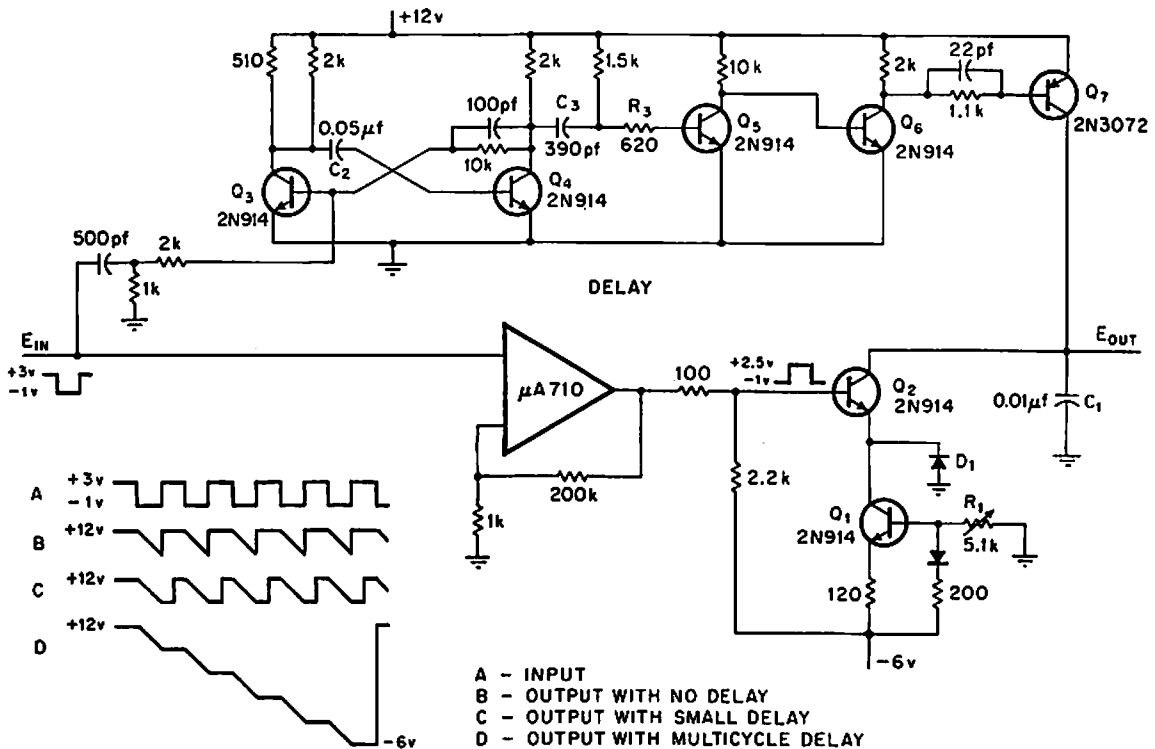 +12v
510
2k
2k
1.5k
10k
2k
22pf
1.1k
Q7
2N3072
100pf
C3
R3
Q5
2N914
Q6
2N914
0.05µf
C2
390pf
620
10k
Q3
2N914
Q4
2N914
500pf
2k
1k
DELAY
EIN
+3v
-1v
µA710
100
+2.5v
-1v
Q2
2N914
EOUT
0.01µf
C1
200k
1k
2.2k
D1
Q1
2N914
R1
5.1k
120
200
-6v
A
+3v
-1v
B
+12v
C
+12v
D
+12v
-6v
A - INPUT
B - OUTPUT WITH NO DELAY
C - OUTPUT WITH SMALL DELAY
D - OUTPUT WITH MULTICYCLE DELAY